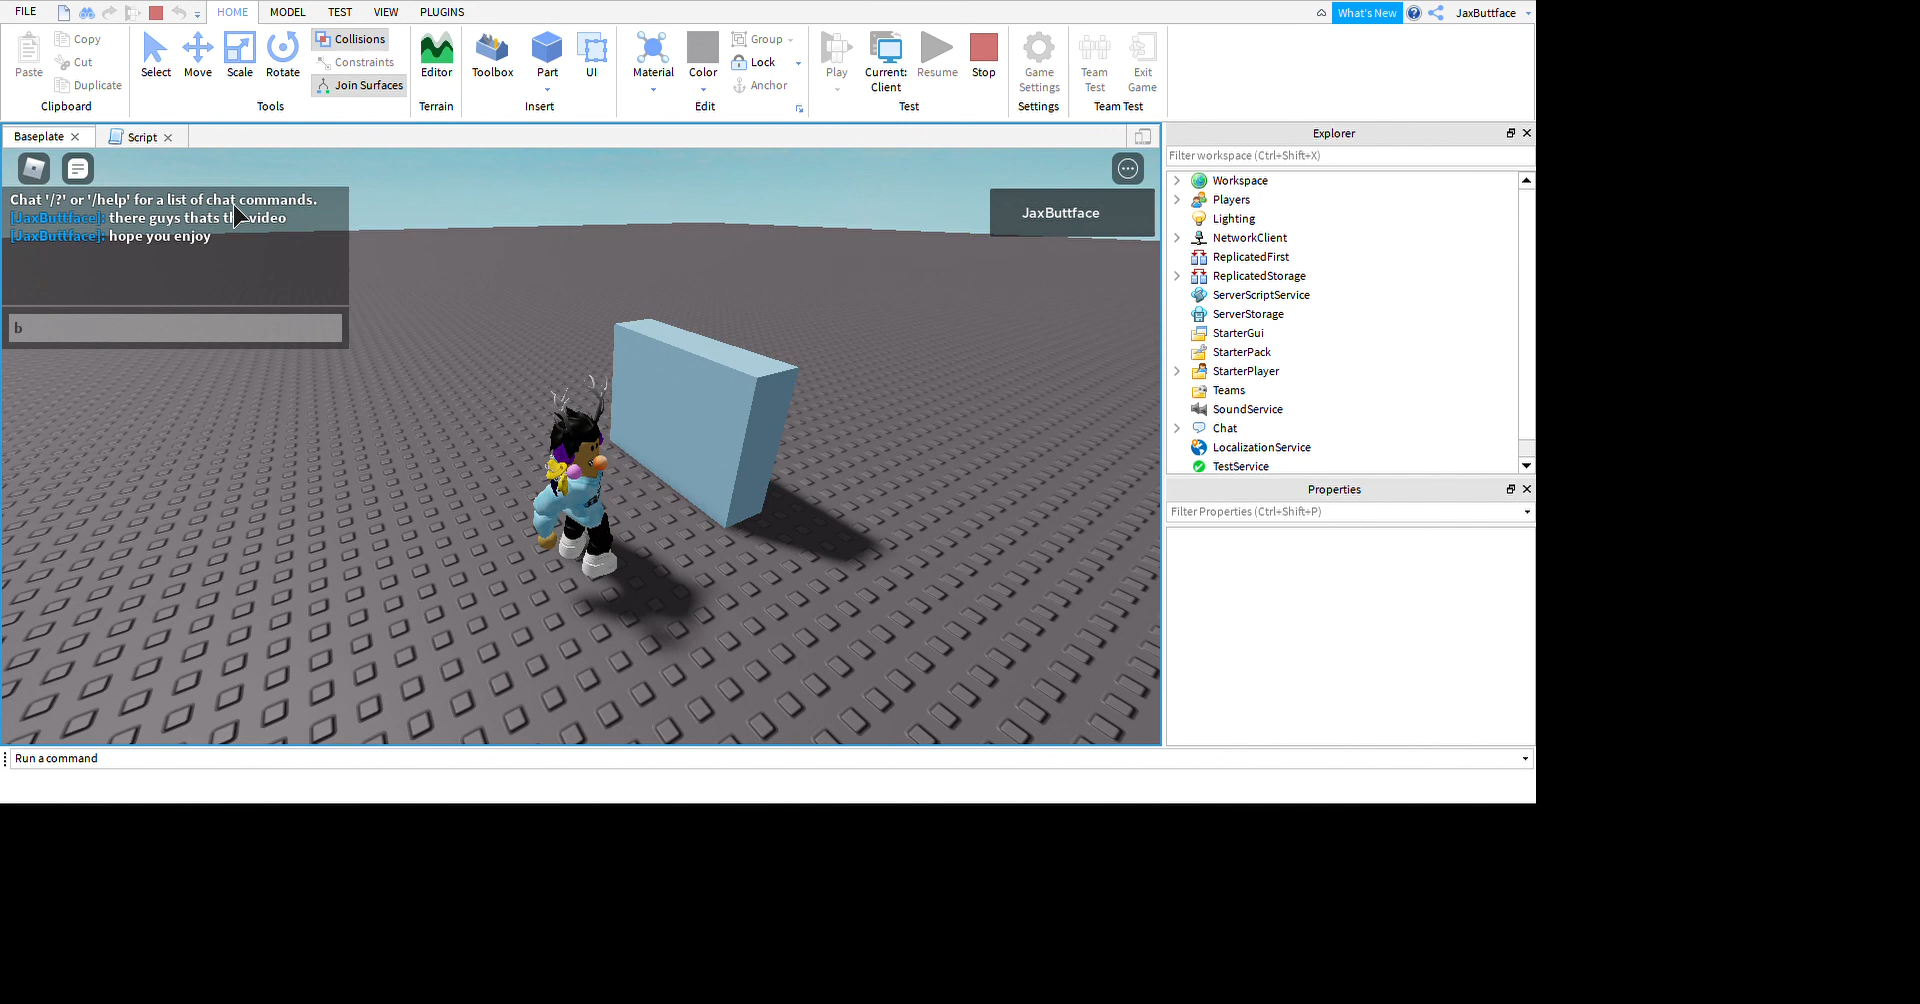 FILE HOME MODEL TEST VIEW PLUGINS What's New JaxButtface
Paste Copy Cut Duplicate
Clipboard
Select Move Scale Rotate Collisions Constraints Join Surfaces
Tools
Editor
Terrain
Toolbox Part UI
Insert
Material Color Group Lock Anchor
Edit
Play Current: Client Resume Stop
Test
Game Settings
Settings
Team Test Exit Game
Team Test
Baseplate Script
Chat '/?' or '/help' for a list of chat commands.
[JaxButtface]: there guys thats the video
[JaxButtface]: hope you enjoy
b
JaxButtface
Explorer
Filter workspace (Ctrl+Shift+X)
Workspace
Players
Lighting
NetworkClient
ReplicatedFirst
ReplicatedStorage
ServerScriptService
ServerStorage
StarterGui
StarterPack
StarterPlayer
Teams
SoundService
Chat
LocalizationService
TestService
Properties
Filter Properties (Ctrl+Shift+P)
Run a command